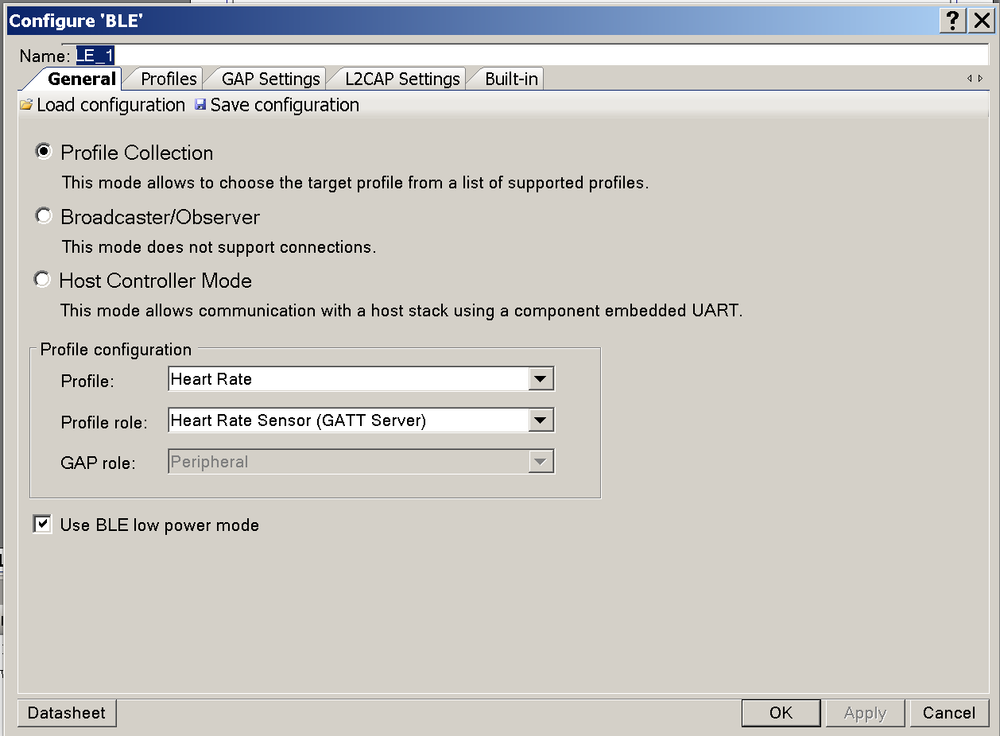 Configure 'BLE'
Name: LE_1
General Profiles GAP Settings L2CAP Settings Built-in
Load configuration Save configuration
Profile Collection
This mode allows to choose the target profile from a list of supported profiles.
Broadcaster/Observer
This mode does not support connections.
Host Controller Mode
This mode allows communication with a host stack using a component embedded UART.
Profile configuration
Profile: Heart Rate
Profile role: Heart Rate Sensor (GATT Server)
GAP role: Peripheral
Use BLE low power mode
Datasheet OK Apply Cancel